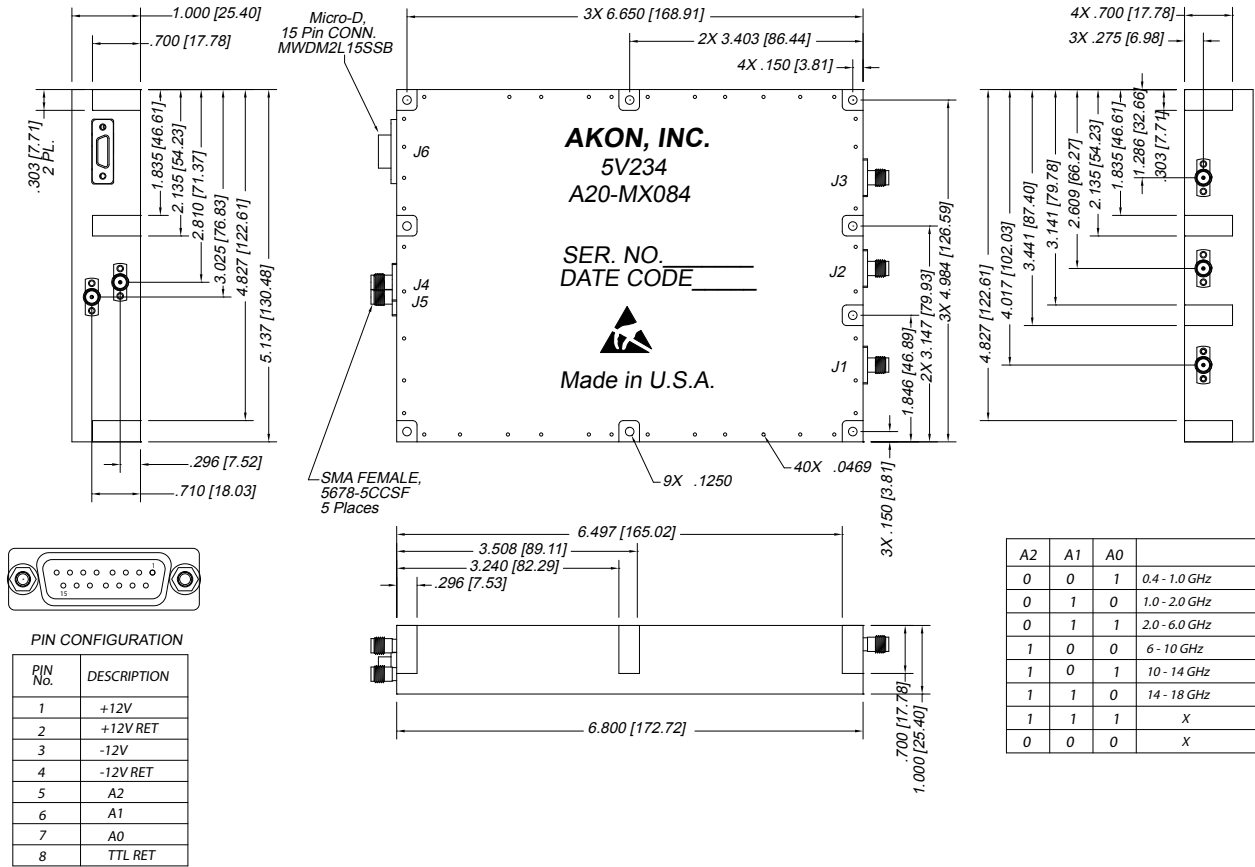 1.000 [25.40]
.700 [17.78]
.303 [7.71]
2 PL.
1.835 [46.61]
2.135 [54.23]
2.810 [71.37]
3.025 [76.83]
4.827 [122.61]
5.137 [130.48]
.296 [7.52]
.710 [18.03]
Micro-D,
15 Pin CONN.
MWDM2L15SSB
3X 6.650 [168.91]
2X 3.403 [86.44]
4X .150 [3.81]
J6
AKON, INC.
5V234
A20-MX084
J3
SER. NO.
DATE CODE
J4
J5
J2
Made in U.S.A.
J1
1.846 [46.89]
2X 3.147 [79.93]
3X 4.984 [126.59]
3X .150 [3.81]
SMA FEMALE,
5678-5CCSF
5 Places
9X .1250
40X .0469
4X .700 [17.78]
3X .275 [6.98]
4.827 [122.61]
4.017 [102.03]
3.441 [87.40]
3.141 [79.78]
2.609 [66.27]
2.135 [54.23]
1.835 [46.61]
1.286 [32.66]
.303 [7.71]
6.497 [165.02]
3.508 [89.11]
3.240 [82.29]
.296 [7.53]
6.800 [172.72]
.700 [17.78]
1.000 [25.40]
1
15
PIN CONFIGURATION
PIN No. DESCRIPTION
1 +12V
2 +12V RET
3 -12V
4 -12V RET
5 A2
6 A1
7 A0
8 TTL RET
A2 A1 A0
0 0 1 0.4 - 1.0 GHz
0 1 0 1.0 - 2.0 GHz
0 1 1 2.0 - 6.0 GHz
1 0 0 6 - 10 GHz
1 0 1 10 - 14 GHz
1 1 0 14 - 18 GHz
1 1 1 X
0 0 0 X